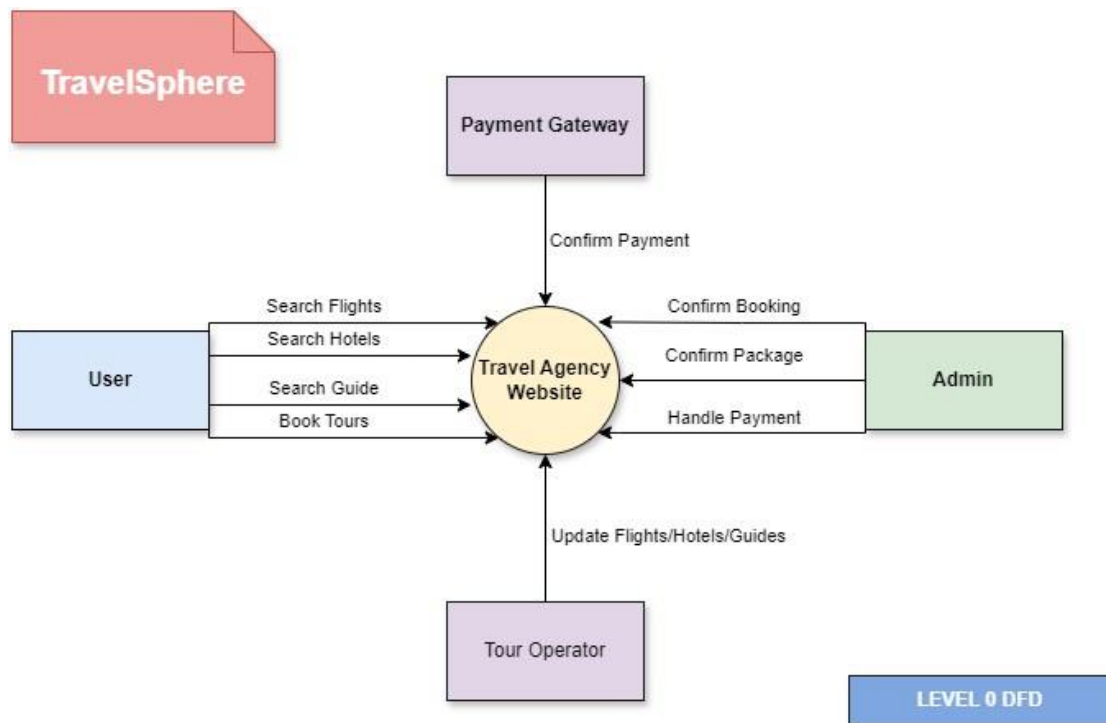 TravelSphere
Payment Gateway
Confirm Payment
Search Flights
Search Hotels
Search Guide
Book Tours
User
Travel Agency
Website
Confirm Booking
Confirm Package
Handle Payment
Admin
Update Flights/Hotels/Guides
Tour Operator
LEVEL 0 DFD